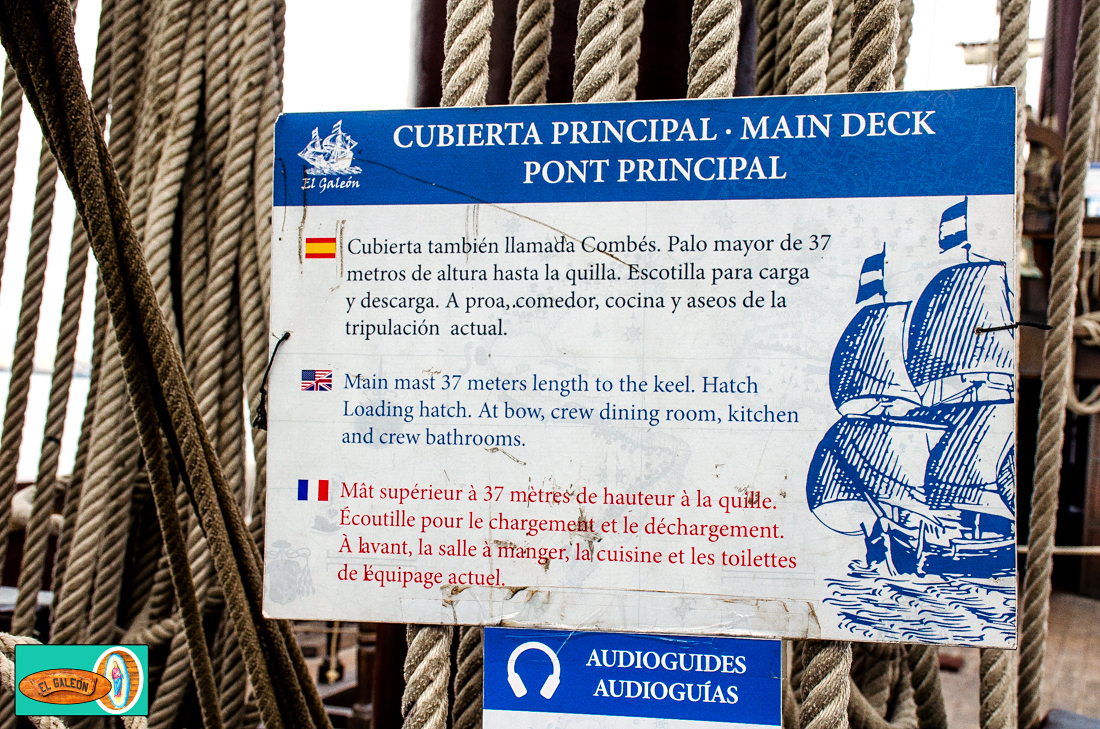 CUBIERTA PRINCIPAL · MAIN DECK
PONT PRINCIPAL
El Galeón
Cubierta también llamada Combés. Palo mayor de 37
metros de altura hasta la quilla. Escotilla para carga
y descarga. A proa, comedor, cocina y aseos de la
tripulación actual.
Main mast 37 meters length to the keel. Hatch
Loading hatch. At bow, crew dining room, kitchen
and crew bathrooms.
Mât supérieur à 37 mètres de hauteur à la quille.
Écoutille pour le chargement et le déchargement.
À lavant, la salle à manger, la cuisine et les toilettes
de l'équipage actuel.
AUDIOGUIDES
AUDIOGUÍAS
EL GALEÓN